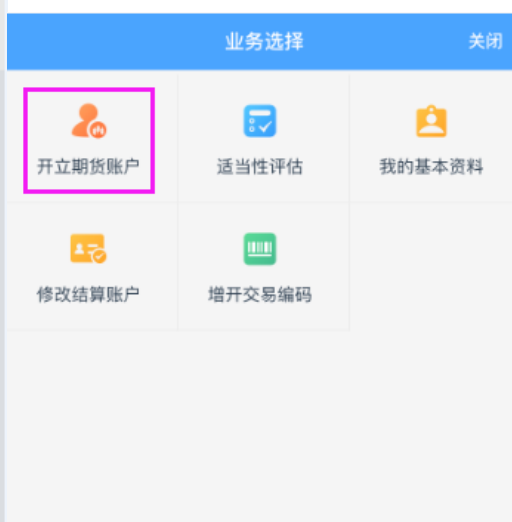 业务选择
关闭
开立期货账户
适当性评估
我的基本资料
修改结算账户
增开交易编码